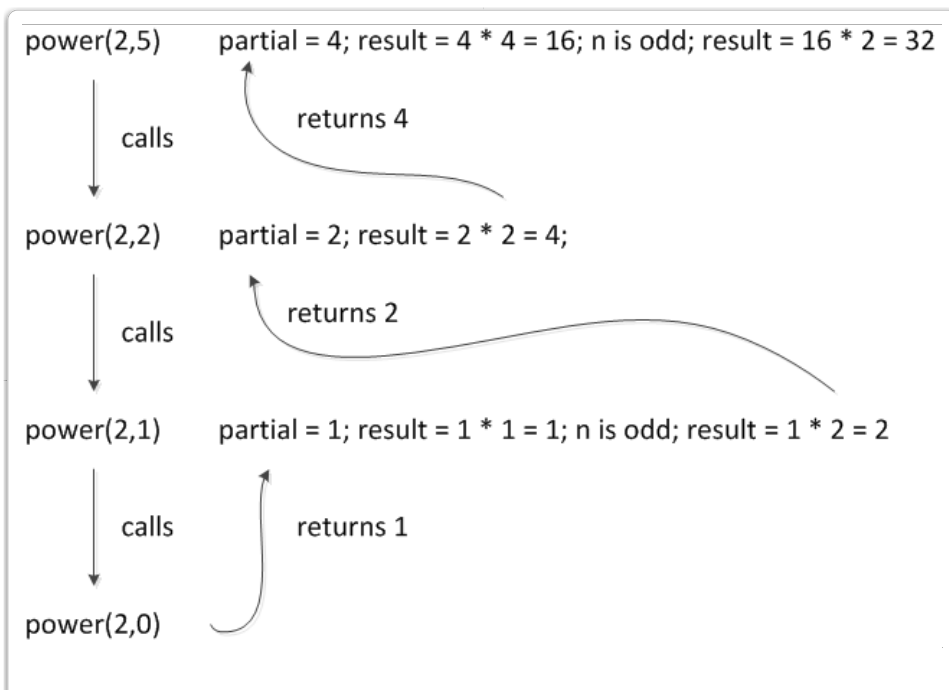 power(2,5) partial = 4; result = 4 * 4 = 16; n is odd; result = 16 * 2 = 32
calls
returns 4
power(2,2) partial = 2; result = 2 * 2 = 4;
calls
returns 2
power(2,1) partial = 1; result = 1 * 1 = 1; n is odd; result = 1 * 2 = 2
calls
returns 1
power(2,0)